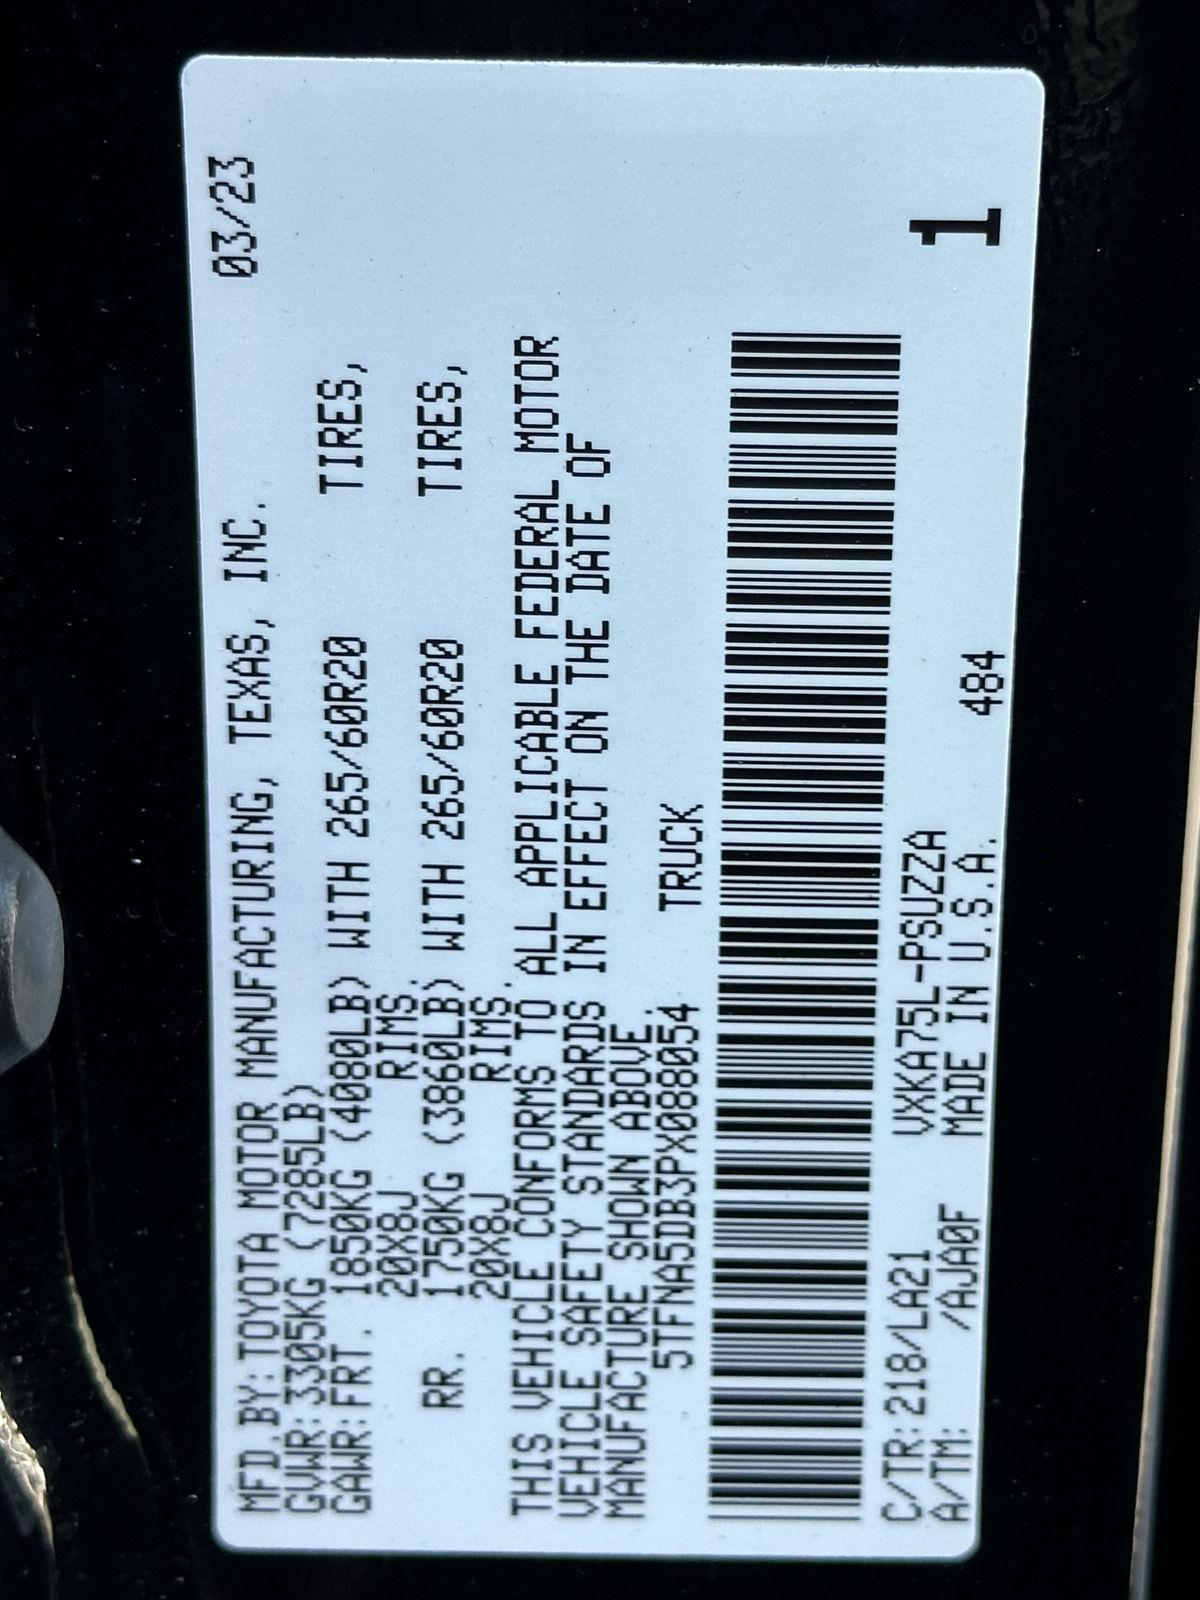 MFD.BY:TOYOTA MOTOR MANUFACTURING, TEXAS, INC. 03/23
GVWR:3305KG (7285LB)
GAWR:FRT. 1850KG (4080LB) WITH 265/60R20 TIRES,
20X8J RIMS.
RR. 1750KG (3860LB) WITH 265/60R20 TIRES,
20X8J RIMS.
THIS VEHICLE CONFORMS TO ALL APPLICABLE FEDERAL MOTOR
VEHICLE SAFETY STANDARDS IN EFFECT ON THE DATE OF
MANUFACTURE SHOWN ABOVE.
5TFNA5DB3PX088054 TRUCK
C/TR:218/LA21 VXKA75L-PSUZZA 1
A/TM: /AJA0F MADE IN U.S.A. 484